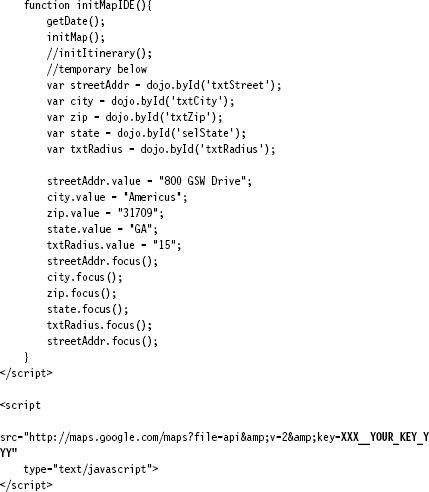 function initMapIDE(){
getDate();
initMap();
//initItinerary();
//temporary below
var streetAddr = dojo.byId('txtStreet');
var city = dojo.byId('txtCity');
var zip = dojo.byId('txtZip');
var state = dojo.byId('selState');
var txtRadius = dojo.byId('txtRadius');
streetAddr.value = "800 GSW Drive";
city.value = "Americus";
zip.value = "31709";
state.value = "GA";
txtRadius.value = "15";
streetAddr.focus();
city.focus();
zip.focus();
state.focus();
txtRadius.focus();
streetAddr.focus();
}
</script>
<script
src="http://maps.google.com/maps?file=api&amp;v=2&amp;key=XXX__YOUR_KEY_Y
YY"
type="text/javascript">
</script>